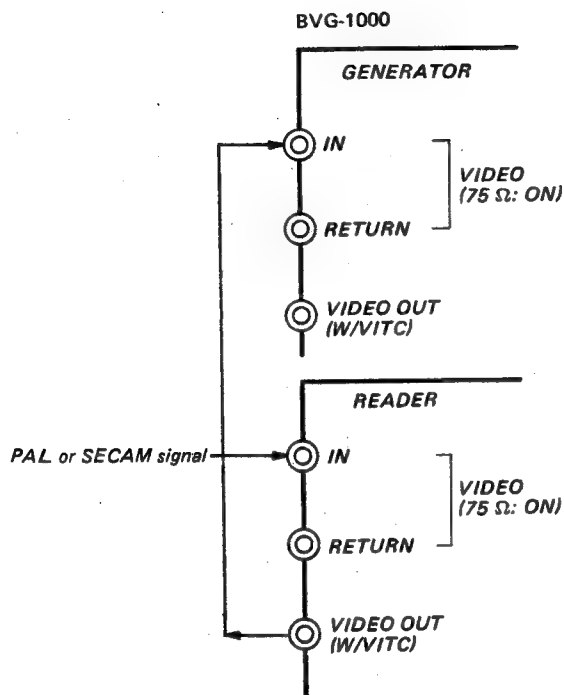 BVG-1000
GENERATOR
IN
VIDEO
(75 Ω: ON)
RETURN
VIDEO OUT
(W/VITC)
READER
PAL or SECAM signal
IN
VIDEO
(75 Ω: ON)
RETURN
VIDEO OUT
(W/VITC)